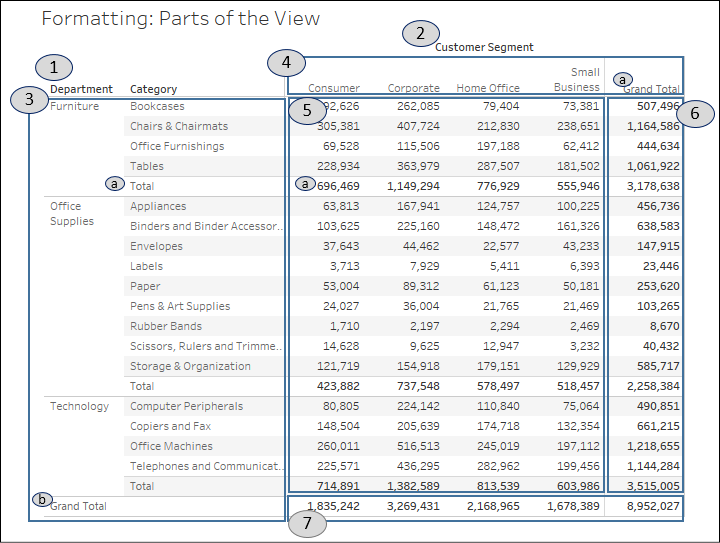 Formatting: Parts of the View
2
Customer Segment
1
4
Small
a
Department Category Consumer Corporate Home Office Business Grand Total
3
5
6
Furniture Bookcases 92,626 262,085 79,404 73,381 507,496
Chairs & Chairmats 305,381 407,724 212,830 238,651 1,164,586
Office Furnishings 69,528 115,506 197,188 62,412 444,634
Tables 228,934 363,979 287,507 181,502 1,061,922
a Total a 696,469 1,149,294 776,929 555,946 3,178,638
Office Appliances 63,813 167,941 124,757 100,225 456,736
Supplies Binders and Binder Accessor.. 103,625 225,160 148,472 161,326 638,583
Envelopes 37,643 44,462 22,577 43,233 147,915
Labels 3,713 7,929 5,411 6,393 23,446
Paper 53,004 89,312 61,123 50,181 253,620
Pens & Art Supplies 24,027 36,004 21,765 21,469 103,265
Rubber Bands 1,710 2,197 2,294 2,469 8,670
Scissors, Rulers and Trimme.. 14,628 9,625 12,947 3,232 40,432
Storage & Organization 121,719 154,918 179,151 129,929 585,717
Total 423,882 737,548 578,497 518,457 2,258,384
Technology Computer Peripherals 80,805 224,142 110,840 75,064 490,851
Copiers and Fax 148,504 205,639 174,718 132,354 661,215
Office Machines 260,011 516,513 245,019 197,112 1,218,655
Telephones and Communicat.. 225,571 436,295 282,962 199,456 1,144,284
Total 714,891 1,382,589 813,539 603,986 3,515,005
b
Grand Total 1,835,242 3,269,431 2,168,965 1,678,389 8,952,027
7